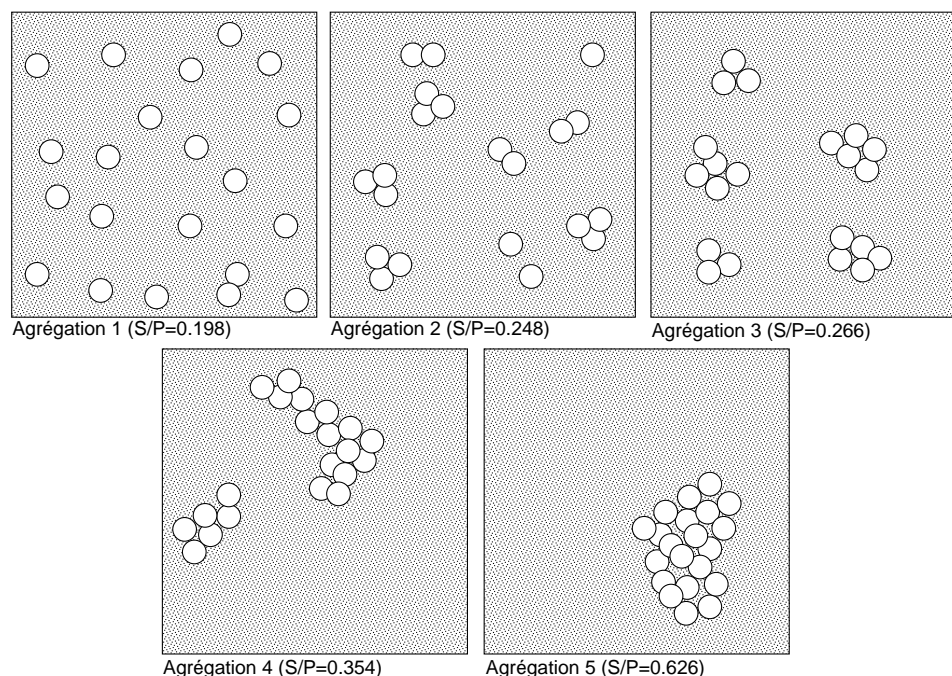 Agrégation 1 (S/P=0.198)
Agrégation 2 (S/P=0.248)
Agrégation 3 (S/P=0.266)
Agrégation 4 (S/P=0.354)
Agrégation 5 (S/P=0.626)